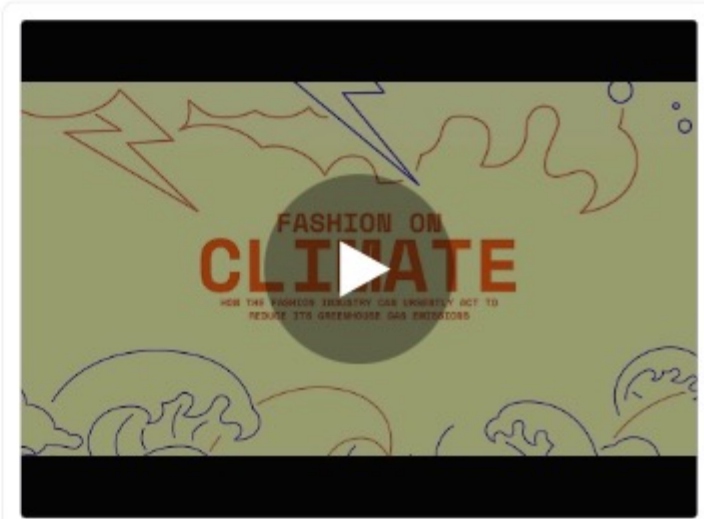 FASHION ON
CLIMATE
HOW THE FASHION INDUSTRY CAN URGENTLY ACT TO
REDUCE ITS GREENHOUSE GAS EMISSIONS